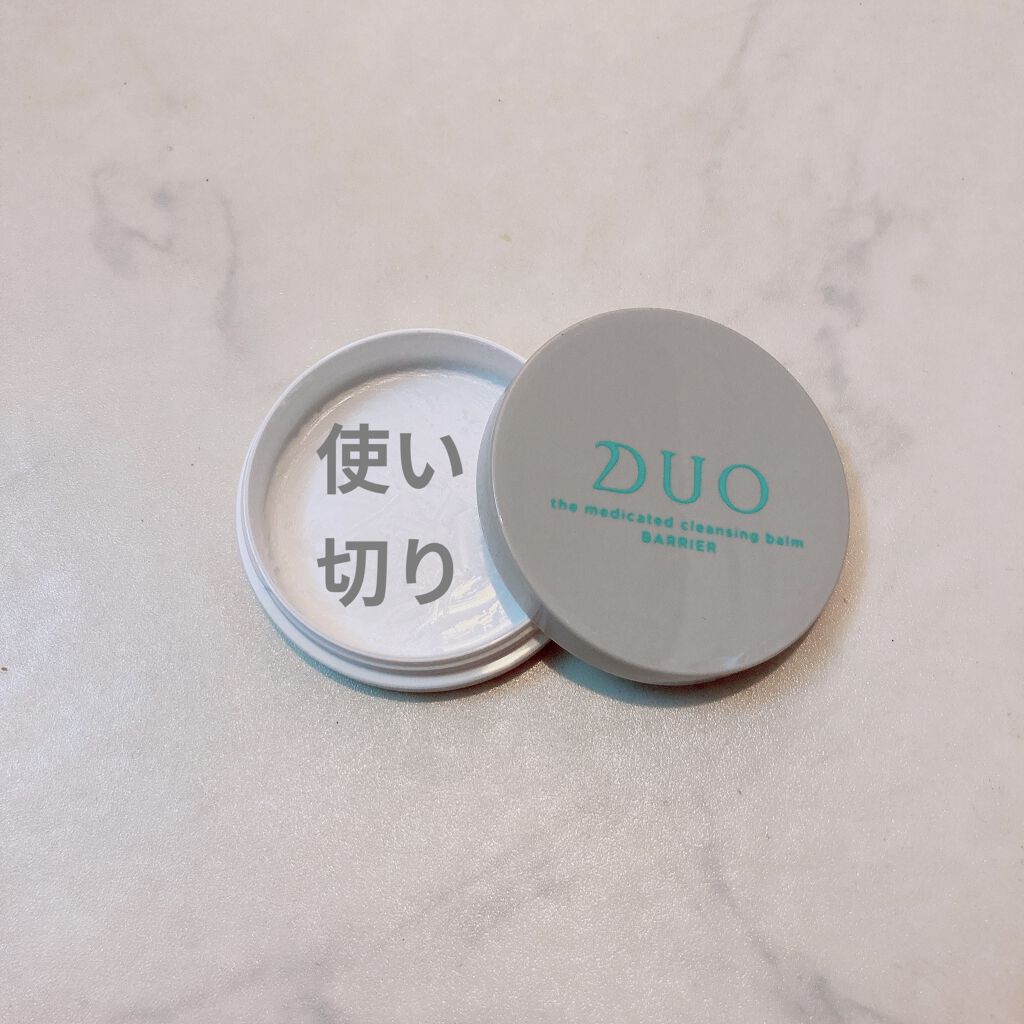 使い
切り
DUO
the medicated cleansing balm
BARRIER